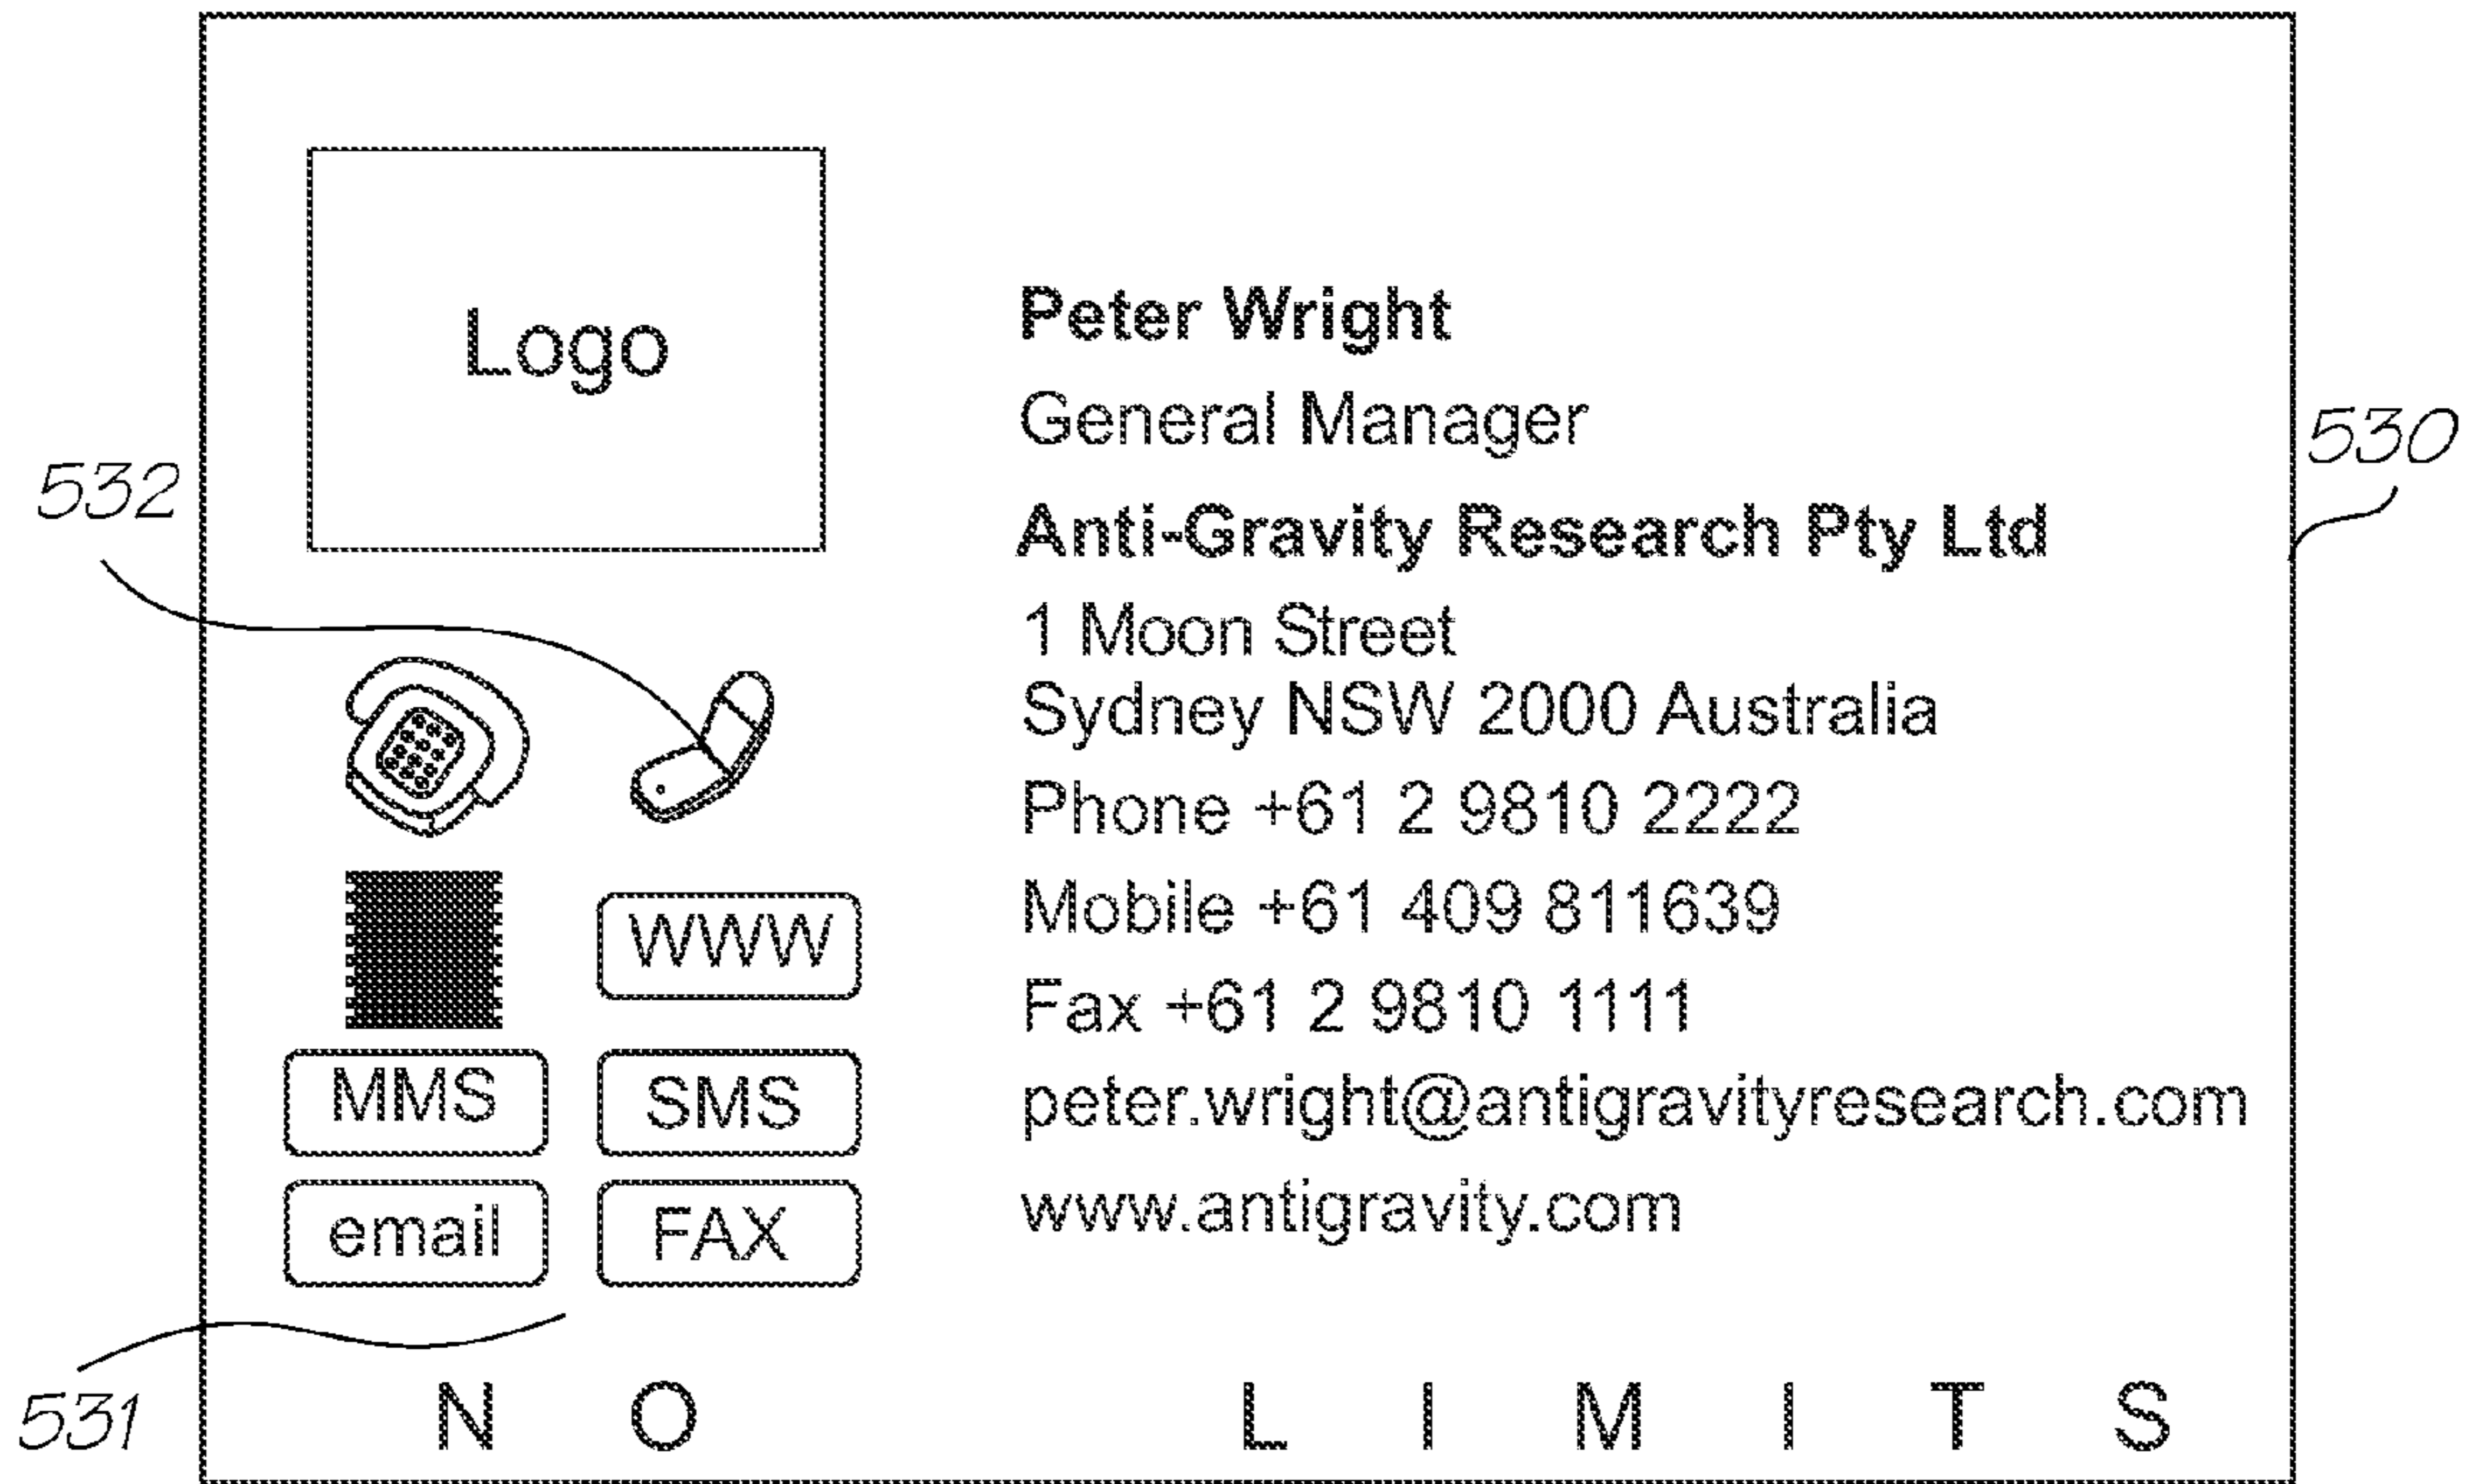 Logo
Peter Wright
General Manager
530
532
Anti-Gravity Research Pty Ltd
1 Moon Street
Sydney NSW 2000 Australia
Phone +61 2 9810 2222
Mobile +61 409 811639
WWW
Fax +61 2 9810 1111
MMS SMS
peter.wright@antigravityresearch.com
email FAX
www.antigravity.com
531
NO LIMITS